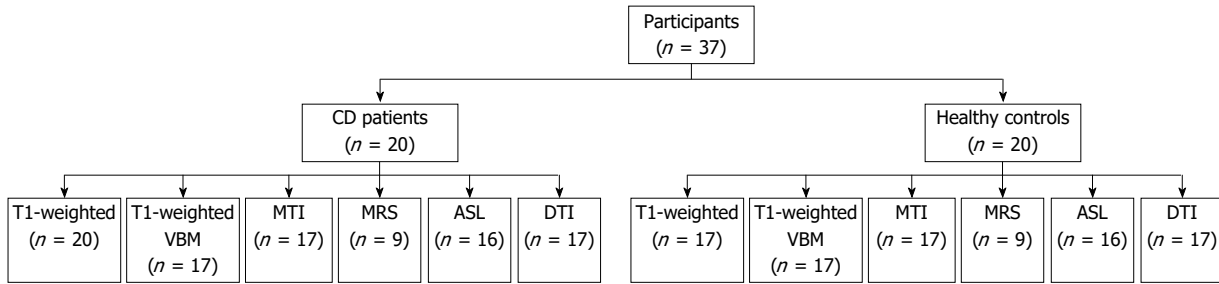 Participants
(n = 37)
CD patients
(n = 20)
Healthy controls
(n = 20)
T1-weighted
(n = 20)
T1-weighted
VBM
(n = 17)
MTI
(n = 17)
MRS
(n = 9)
ASL
(n = 16)
DTI
(n = 17)
T1-weighted
(n = 17)
T1-weighted
VBM
(n = 17)
MTI
(n = 17)
MRS
(n = 9)
ASL
(n = 16)
DTI
(n = 17)